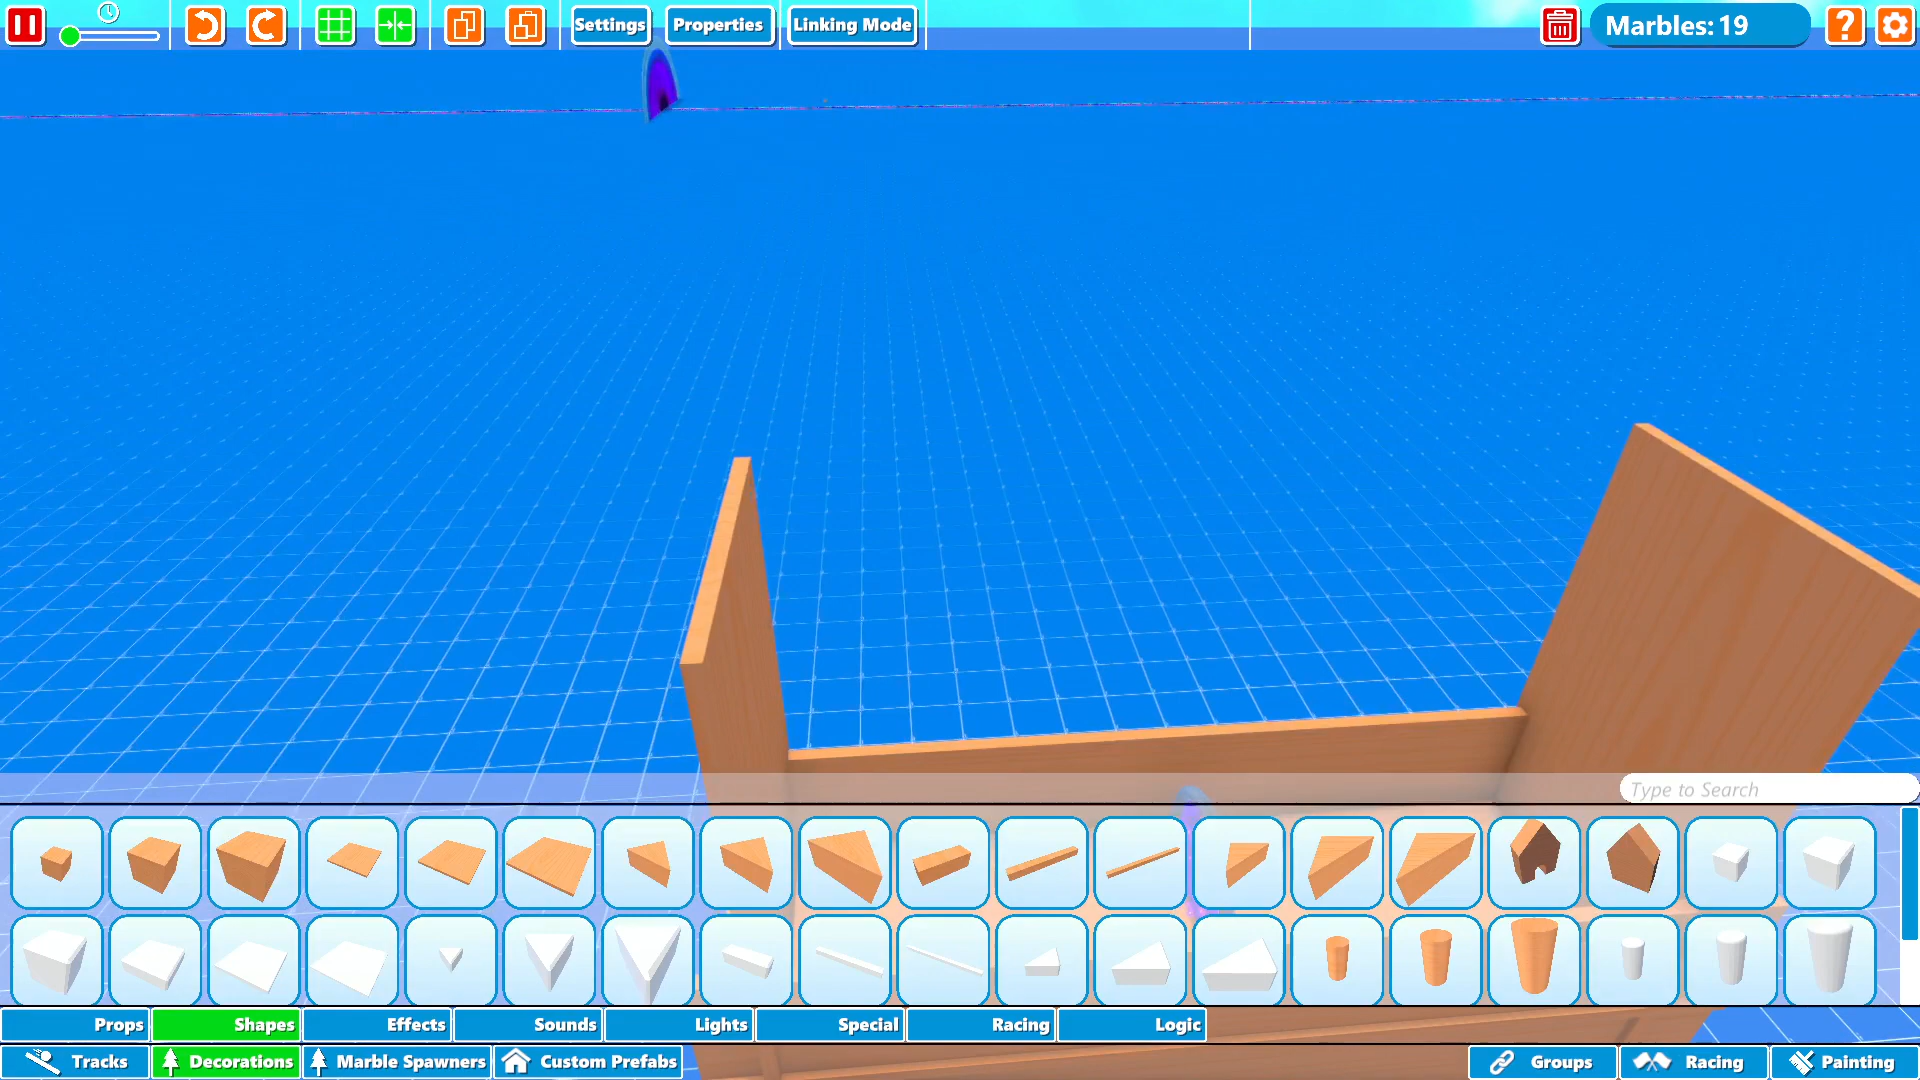 Settings Properties Linking Mode Marbles: 19 ?
Type to Search
Props Shapes Effects Sounds Lights Special Racing Logic
Tracks Decorations Marble Spawners Custom Prefabs Groups Racing Painting